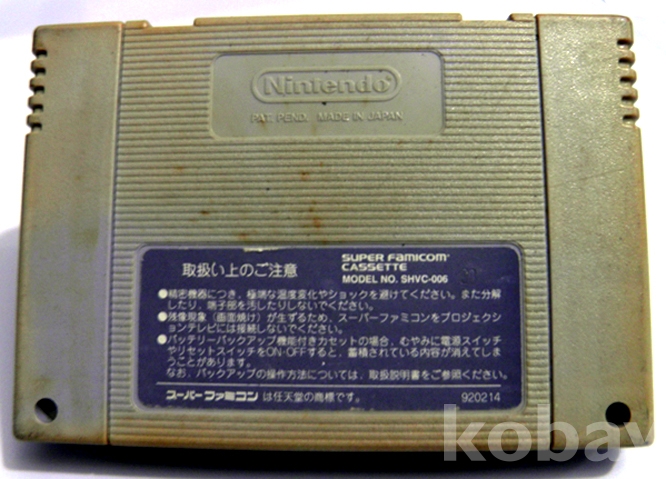 Nintendo
PAT. PEND. MADE IN JAPAN
取扱い上のご注意
SUPER FAMICOM
CASSETTE
MODEL NO. SHVC-006
●精密機器につき、極端な温度変化やショックを避けてください。また分解
したり、端子部を汚したりしないでください。
●残像現象（画面焼け）が生ずるため、スーパーファミコンをプロジェクシ
ョンテレビには接続しないでください。
●バッテリーバックアップ機能付きカセットの場合、むやみに電源スイッチ
やリセットスイッチをON・OFFすると、蓄積されている内容が消えてしま
うことがあります。
なお、バックアップの操作方法については、取扱説明書をご参照ください。
スーパーファミコン は任天堂の商標です。
920214
kobay